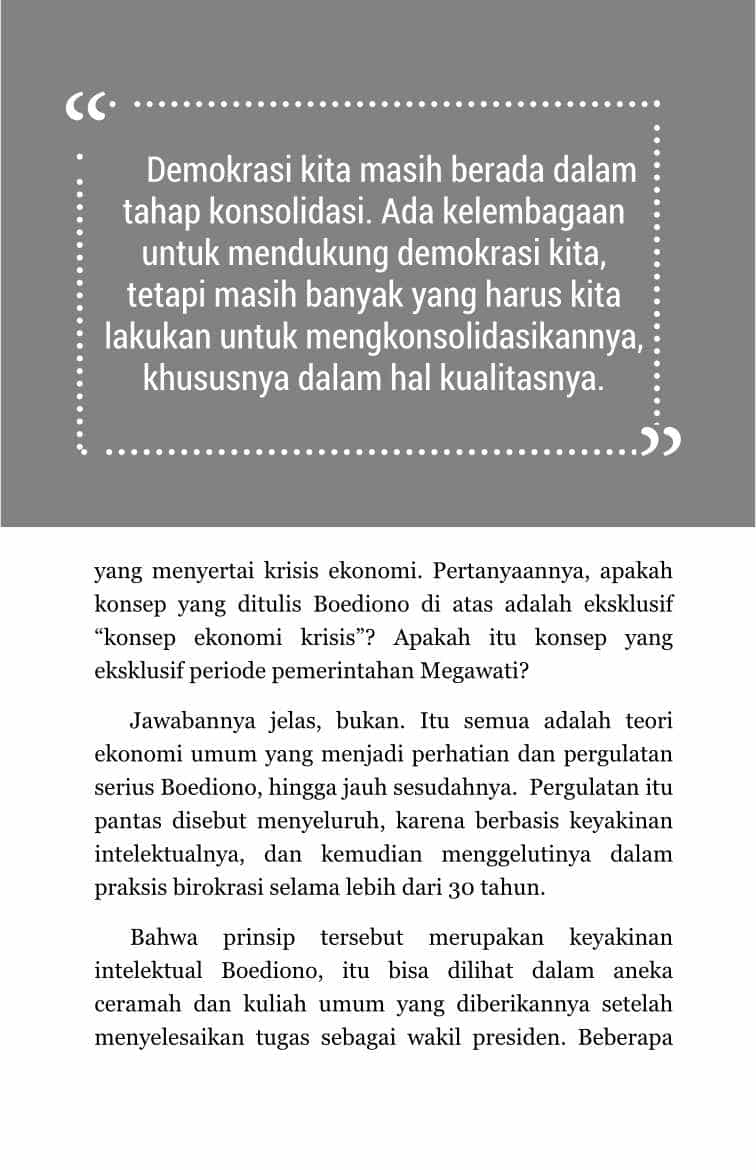 “
Demokrasi kita masih berada dalam
tahap konsolidasi. Ada kelembagaan
untuk mendukung demokrasi kita,
tetapi masih banyak yang harus kita
lakukan untuk mengkonsolidasikannya,
khususnya dalam hal kualitasnya.
”
yang menyertai krisis ekonomi. Pertanyaannya, apakah
konsep yang ditulis Boediono di atas adalah eksklusif
“konsep ekonomi krisis”? Apakah itu konsep yang
eksklusif periode pemerintahan Megawati?
Jawabannya jelas, bukan. Itu semua adalah teori
ekonomi umum yang menjadi perhatian dan pergulatan
serius Boediono, hingga jauh sesudahnya. Pergulatan itu
pantas disebut menyeluruh, karena berbasis keyakinan
intelektualnya, dan kemudian menggelutinya dalam
praksis birokrasi selama lebih dari 30 tahun.
Bahwa prinsip tersebut merupakan keyakinan
intelektual Boediono, itu bisa dilihat dalam aneka
ceramah dan kuliah umum yang diberikannya setelah
menyelesaikan tugas sebagai wakil presiden. Beberapa